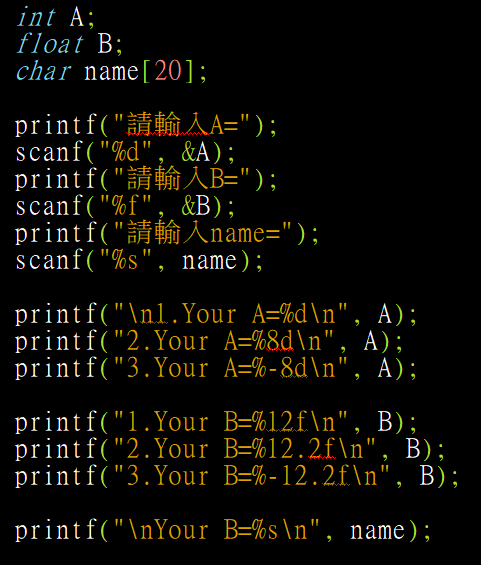 int A;
float B;
char name[20];
printf("請輸入A=");
scanf("%d", &A);
printf("請輸入B=");
scanf("%f", &B);
printf("請輸入name=");
scanf("%s", name);
printf("\n1.Your A=%d\n", A);
printf("2.Your A=%8d\n", A);
printf("3.Your A=%-8d\n", A);
printf("1.Your B=%12f\n", B);
printf("2.Your B=%12.2f\n", B);
printf("3.Your B=%-12.2f\n", B);
printf("\nYour B=%s\n", name);